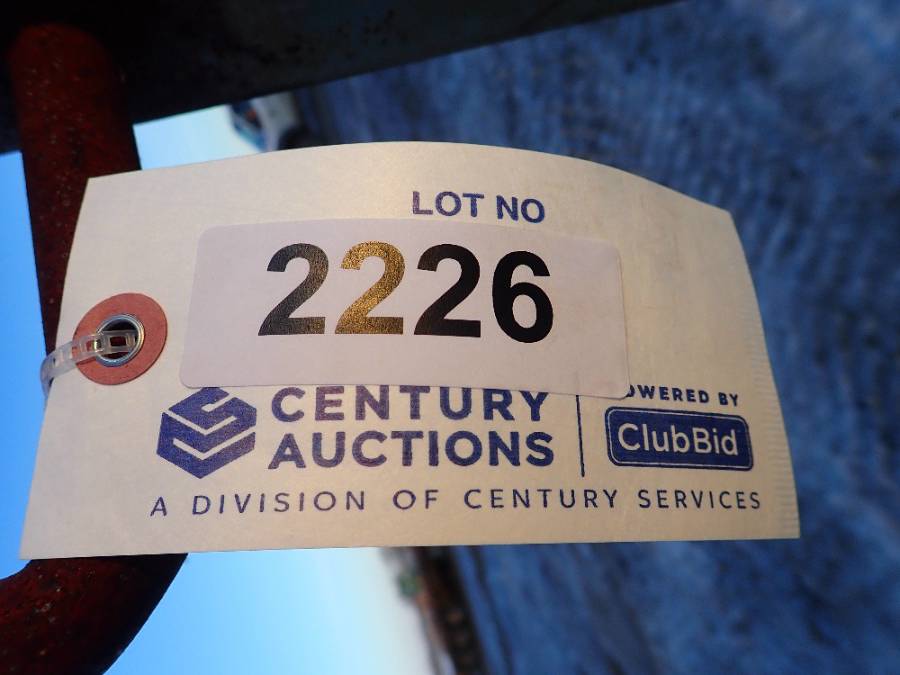 LOT NO
2226
CENTURY
AUCTIONS
OWERED BY
ClubBid
A DIVISION OF CENTURY SERVICES